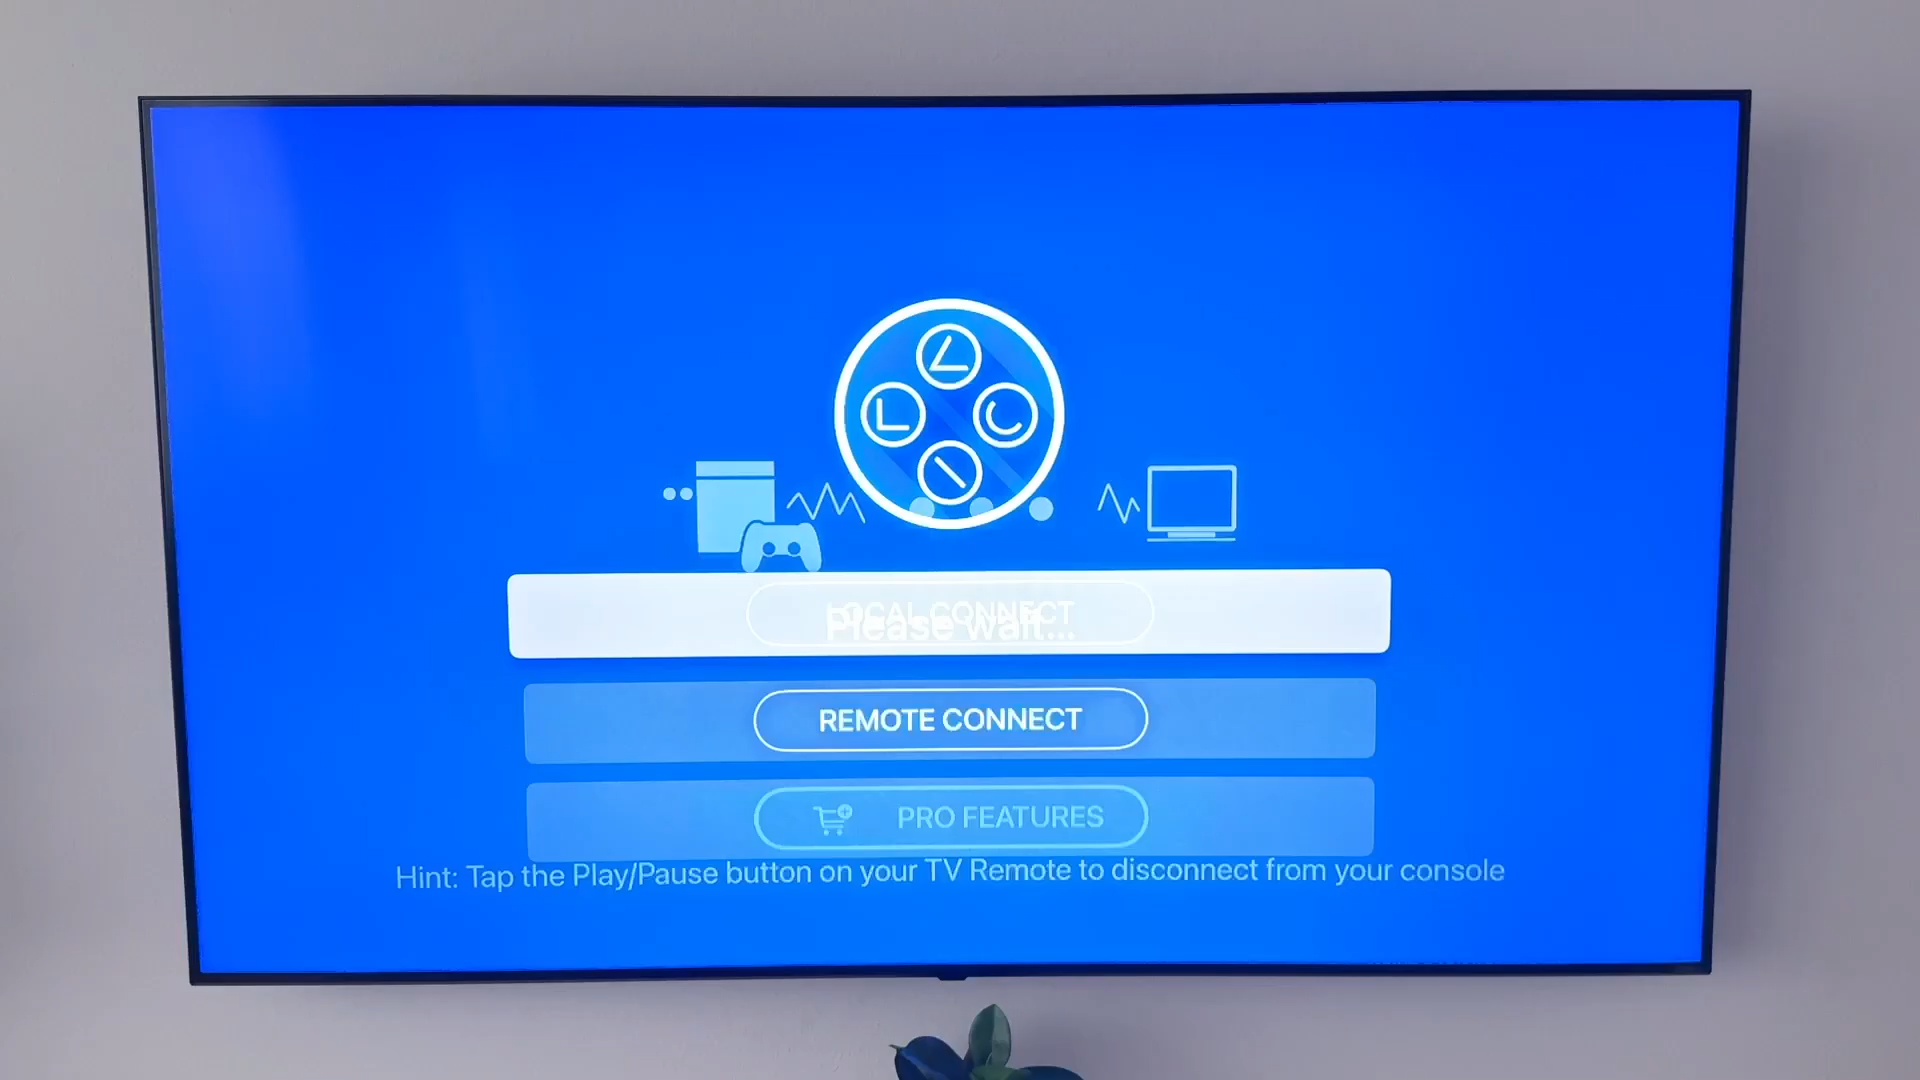 LOCAL CONNECT
Please wait...
REMOTE CONNECT
PRO FEATURES
Hint: Tap the Play/Pause button on your TV Remote to disconnect from your console